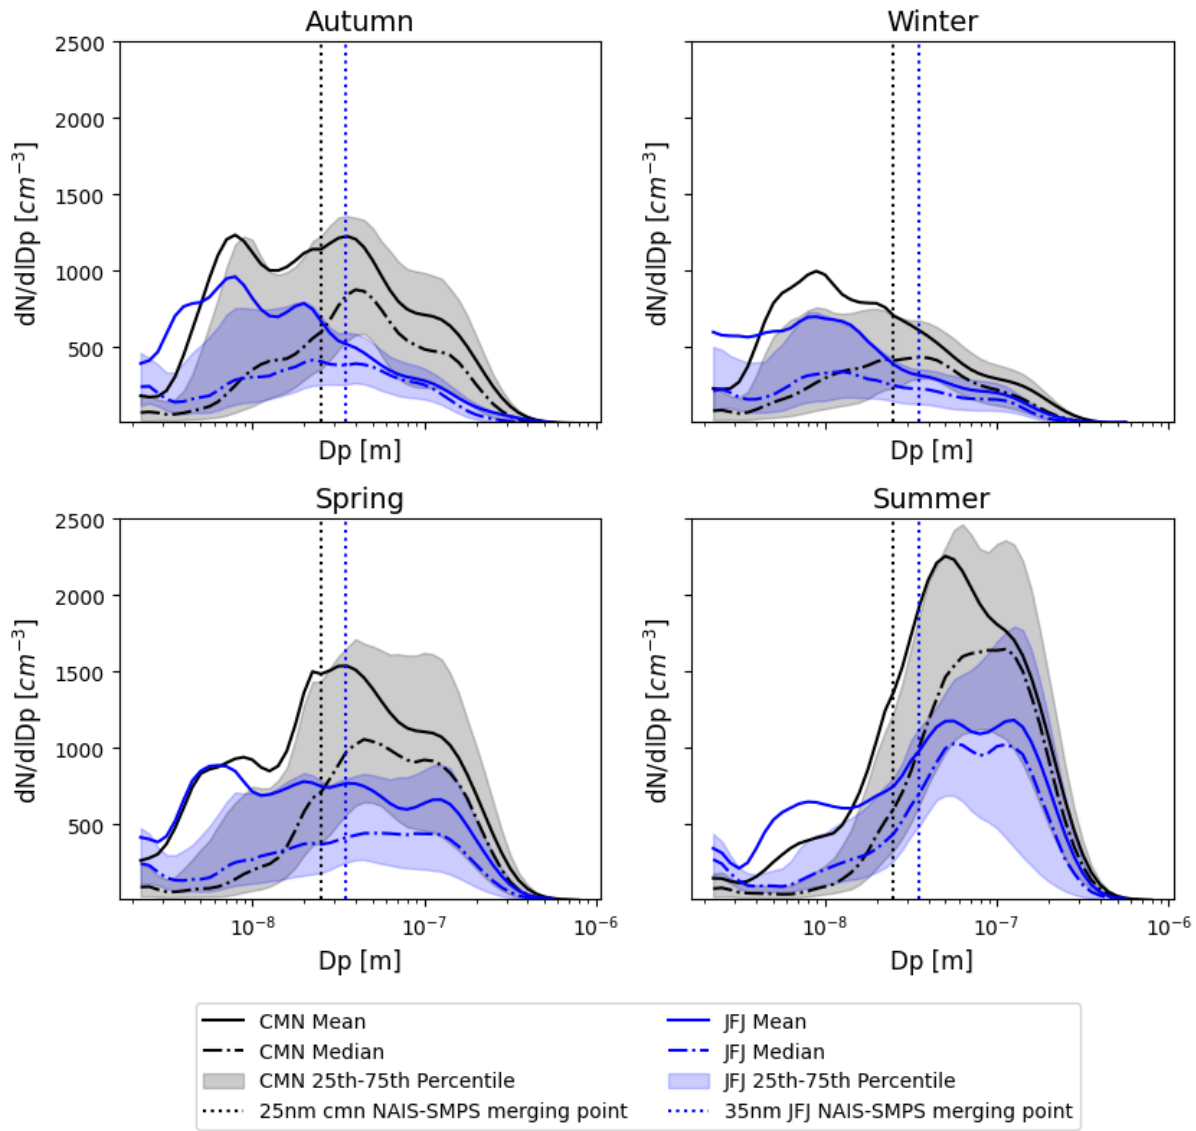 Autumn
Winter
2500
2000
1500
1000
500
dN/dlDp [cm⁻³]
dN/dlDp [cm⁻³]
Dp [m]
Dp [m]
Spring
Summer
2500
2000
1500
1000
500
dN/dlDp [cm⁻³]
dN/dlDp [cm⁻³]
10⁻⁸ 10⁻⁷ 10⁻⁶
10⁻⁸ 10⁻⁷ 10⁻⁶
Dp [m]
Dp [m]
CMN Mean
CMN Median
CMN 25th-75th Percentile
25nm cmn NAIS-SMPS merging point
JFJ Mean
JFJ Median
JFJ 25th-75th Percentile
35nm JFJ NAIS-SMPS merging point